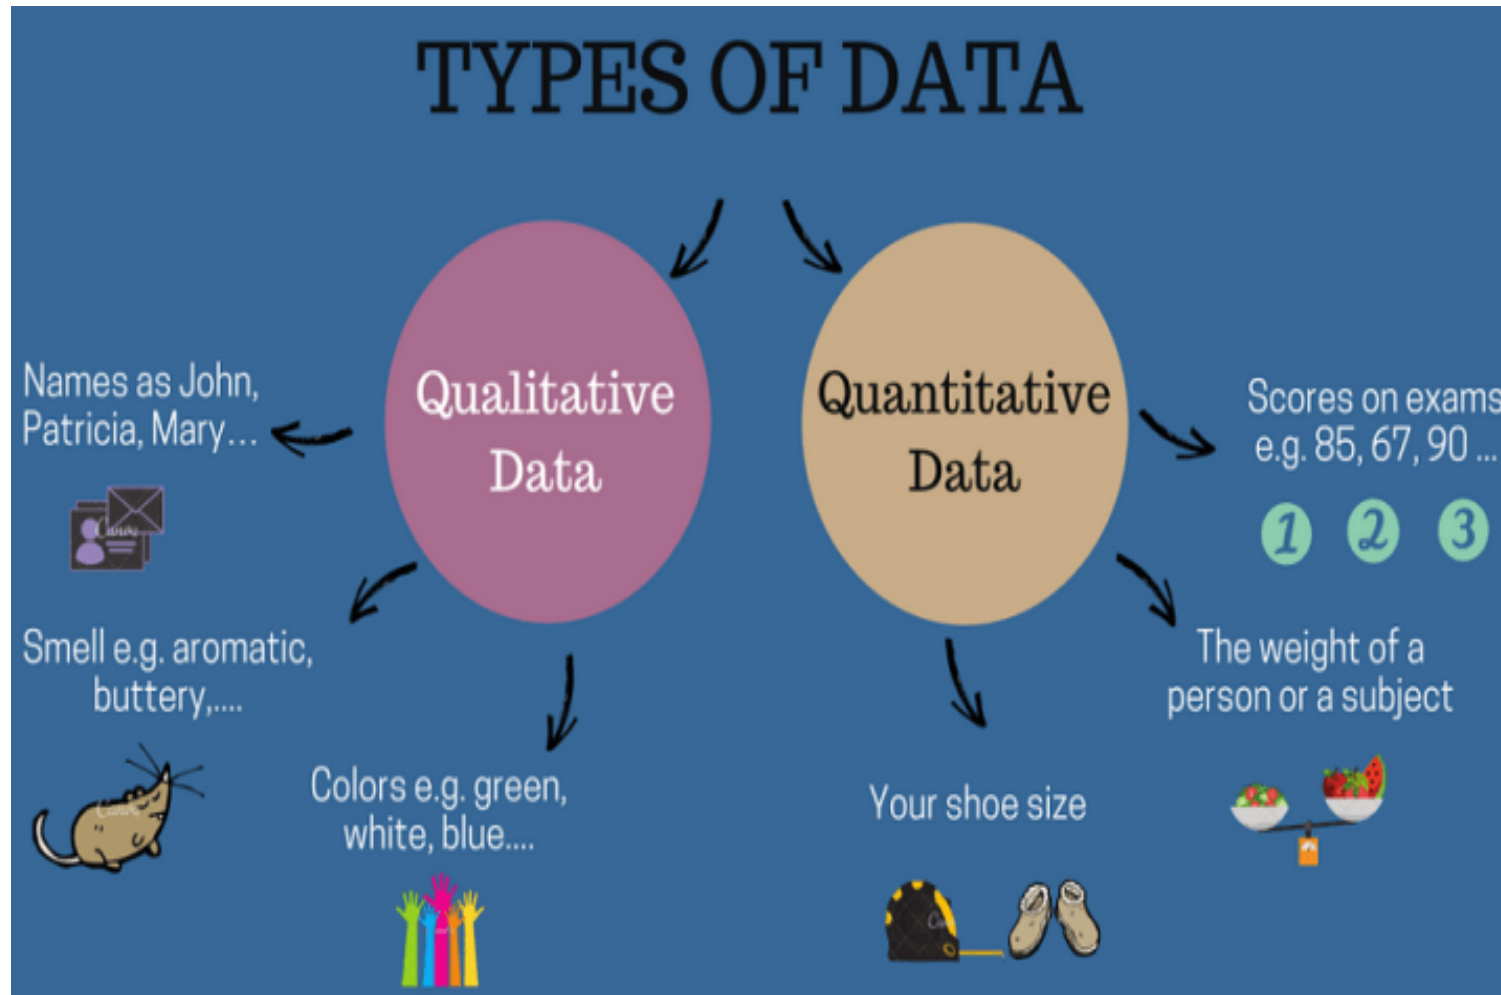 TYPES OF DATA
Qualitative
Data
Names as John,
Patricia, Mary...
Smell e.g. aromatic,
buttery,....
Colors e.g. green,
white, blue....
Quantitative
Data
Scores on exams
e.g. 85, 67, 90 ...
1 2 3
The weight of a
person or a subject
Your shoe size